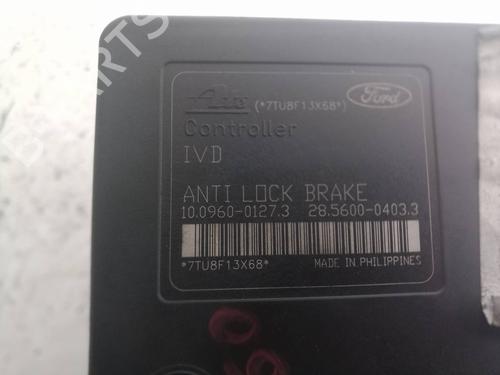 Ate (*7TU8F13X68*) Ford
Controller
IVD
ANTI LOCK BRAKE
10.0960-0127.3 28.5600-0403.3
*7TU8F13X68* MADE IN PHILIPPINES